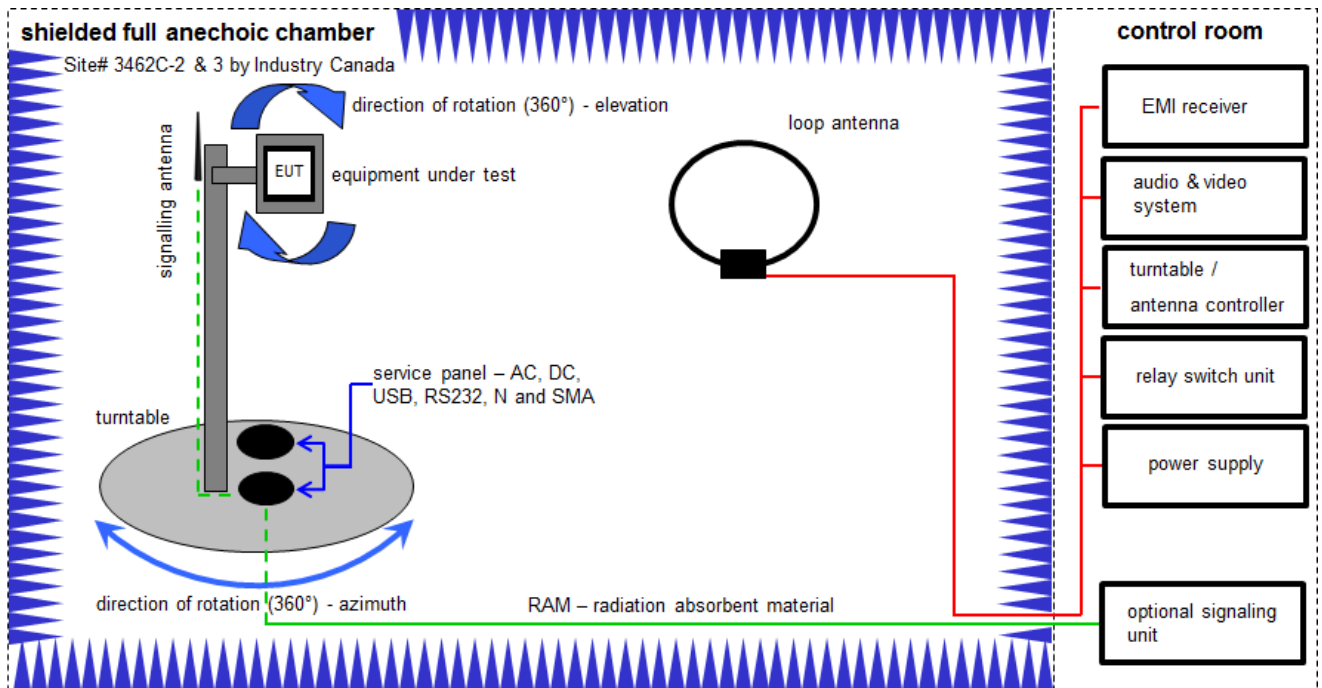 shielded full anechoic chamber
Site# 3462C-2 & 3 by Industry Canada
direction of rotation (360°) - elevation
signalling antenna
EUT
equipment under test
loop antenna
service panel – AC, DC,
USB, RS232, N and SMA
turntable
direction of rotation (360°) - azimuth
RAM – radiation absorbent material
control room
EMI receiver
audio & video
system
turntable /
antenna controller
relay switch unit
power supply
optional signaling
unit